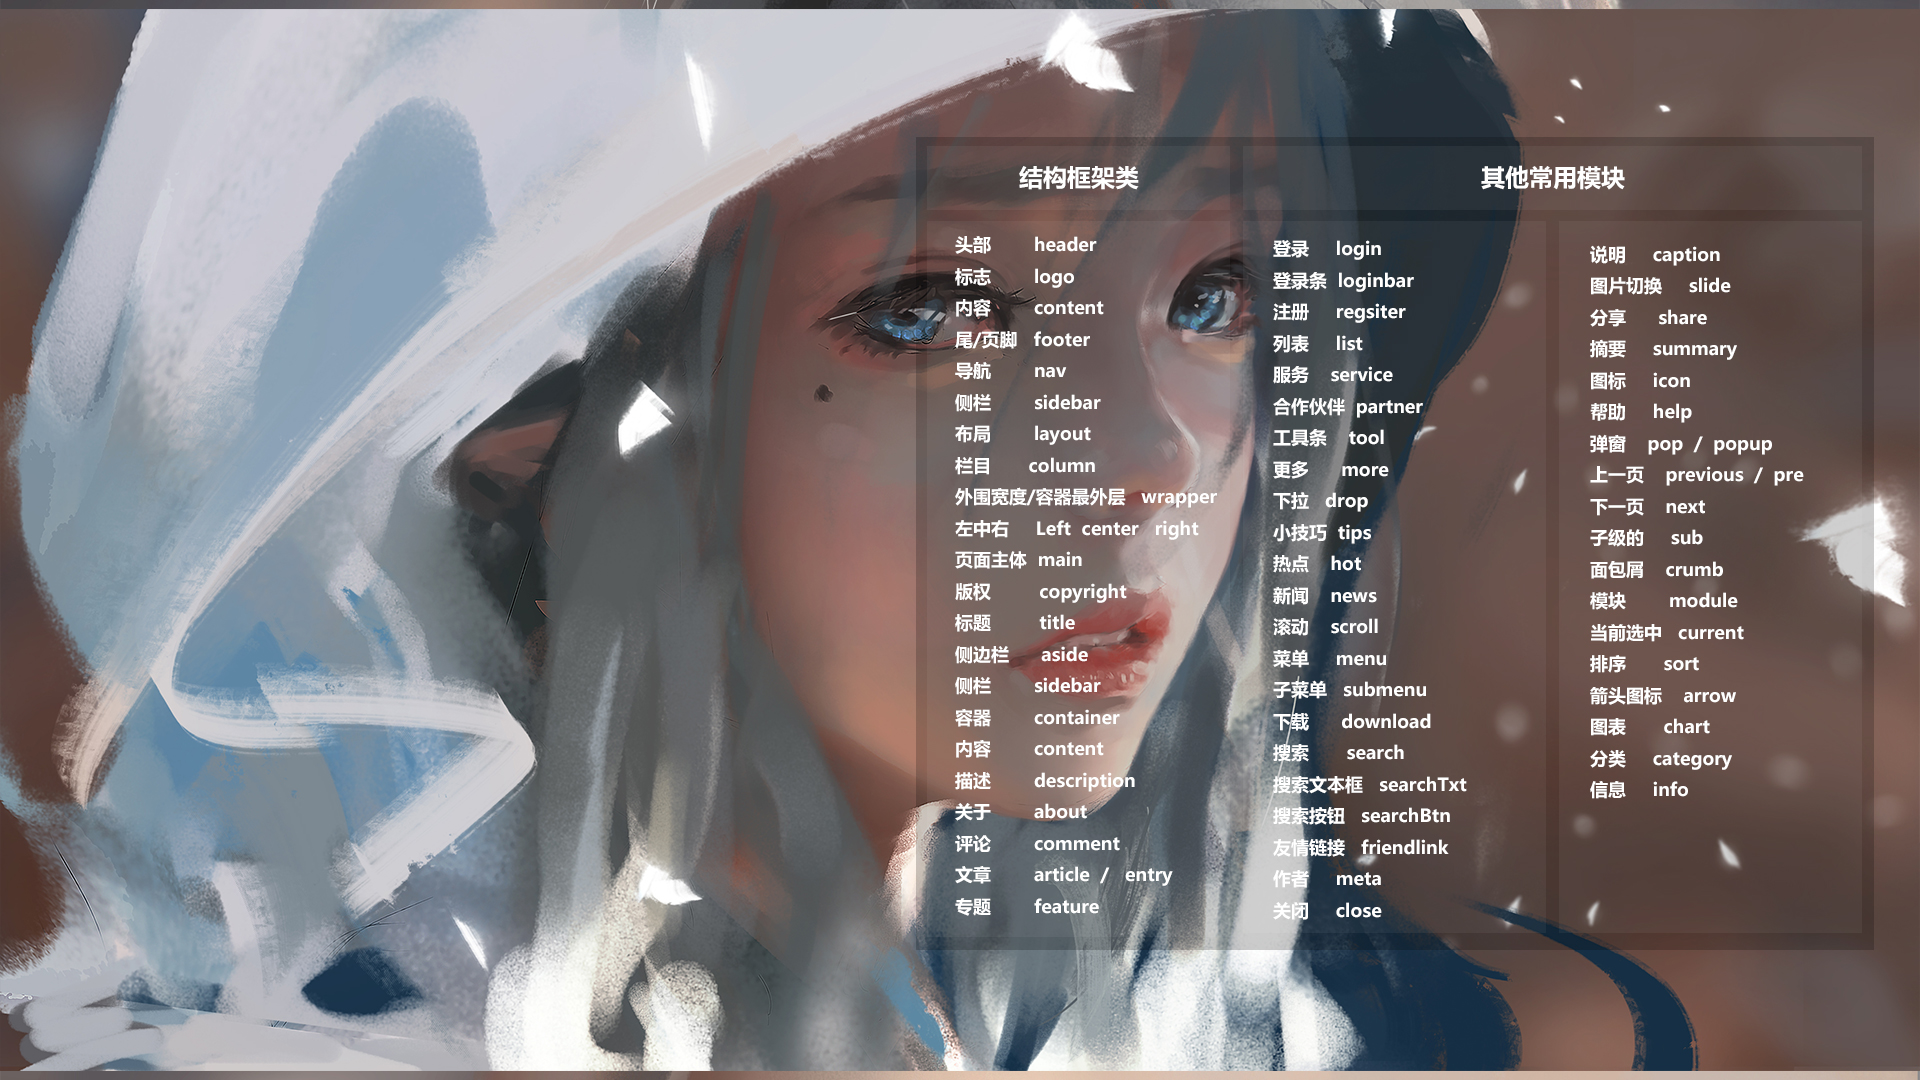 结构框架类
头部 header
标志 logo
内容 content
尾/页脚 footer
导航 nav
侧栏 sidebar
布局 layout
栏目 column
外围宽度/容器最外层 wrapper
左中右 Left center right
页面主体 main
版权 copyright
标题 title
侧边栏 aside
侧栏 sidebar
容器 container
内容 content
描述 description
关于 about
评论 comment
文章 article / entry
专题 feature
其他常用模块
登录 login
登录条 loginbar
注册 regsiter
列表 list
服务 service
合作伙伴 partner
工具条 tool
更多 more
下拉 drop
小技巧 tips
热点 hot
新闻 news
滚动 scroll
菜单 menu
子菜单 submenu
下载 download
搜索 search
搜索文本框 searchTxt
搜索按钮 searchBtn
友情链接 friendlink
作者 meta
关闭 close
说明 caption
图片切换 slide
分享 share
摘要 summary
图标 icon
帮助 help
弹窗 pop / popup
上一页 previous / pre
下一页 next
子级的 sub
面包屑 crumb
模块 module
当前选中 current
排序 sort
箭头图标 arrow
图表 chart
分类 category
信息 info